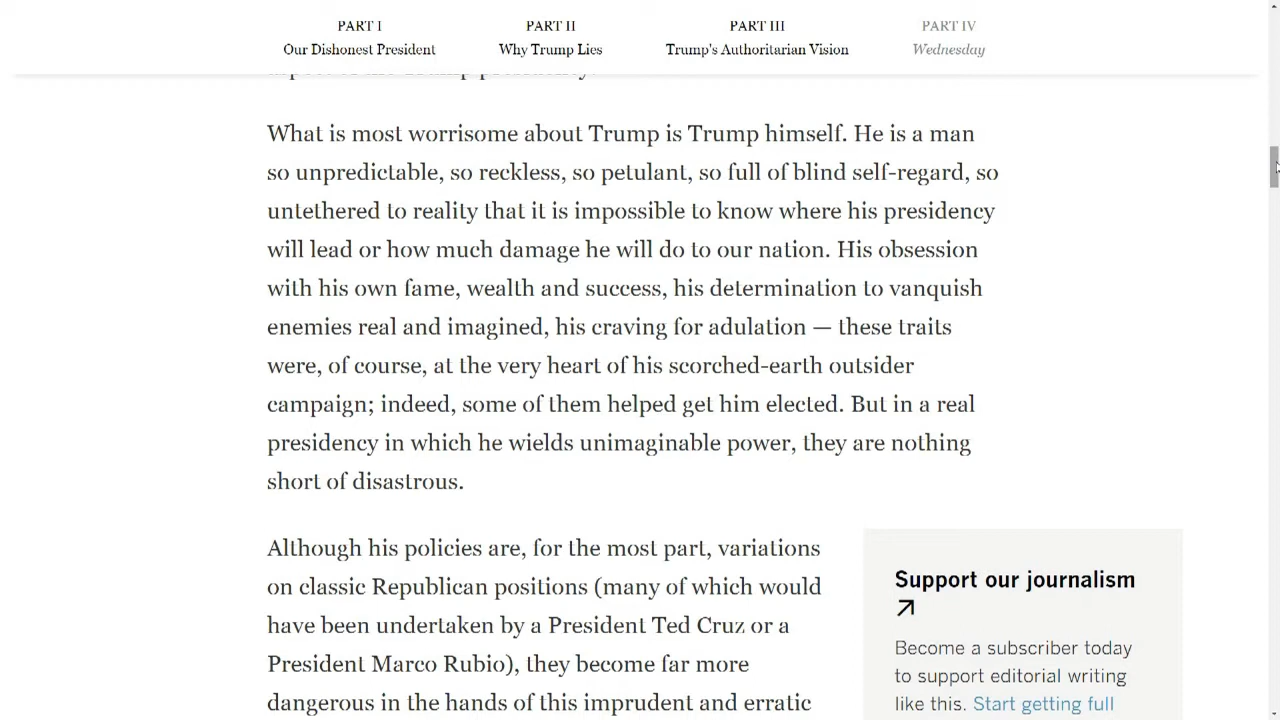 PART I
Our Dishonest President
PART II
Why Trump Lies
PART III
Trump's Authoritarian Vision
PART IV
Wednesday
What is most worrisome about Trump is Trump himself. He is a man
so unpredictable, so reckless, so petulant, so full of blind self-regard, so
untethered to reality that it is impossible to know where his presidency
will lead or how much damage he will do to our nation. His obsession
with his own fame, wealth and success, his determination to vanquish
enemies real and imagined, his craving for adulation — these traits
were, of course, at the very heart of his scorched-earth outsider
campaign; indeed, some of them helped get him elected. But in a real
presidency in which he wields unimaginable power, they are nothing
short of disastrous.
Although his policies are, for the most part, variations
on classic Republican positions (many of which would
have been undertaken by a President Ted Cruz or a
President Marco Rubio), they become far more
dangerous in the hands of this imprudent and erratic
Support our journalism
Become a subscriber today
to support editorial writing
like this. Start getting full